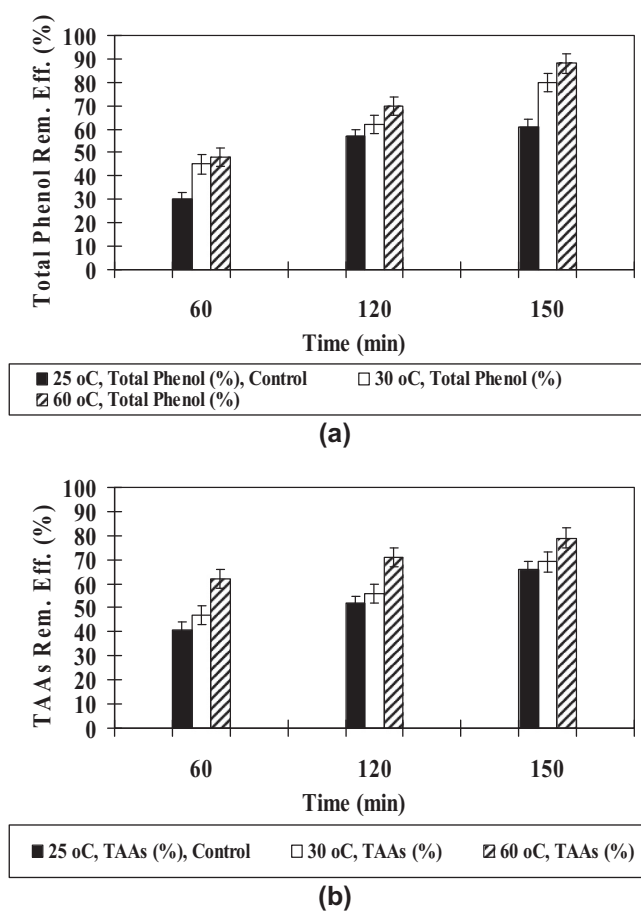 Total Phenol Rem. Eff. (%)
100
90
80
70
60
50
40
30
20
10
0
60 120 150
Time (min)
25 oC, Total Phenol (%), Control 30 oC, Total Phenol (%)
60 oC, Total Phenol (%)
(a)
TAAs Rem. Eff. (%)
100
90
80
70
60
50
40
30
20
10
0
60 120 150
Time (min)
25 oC, TAAs (%), Control 30 oC, TAAs (%) 60 oC, TAAs (%)
(b)